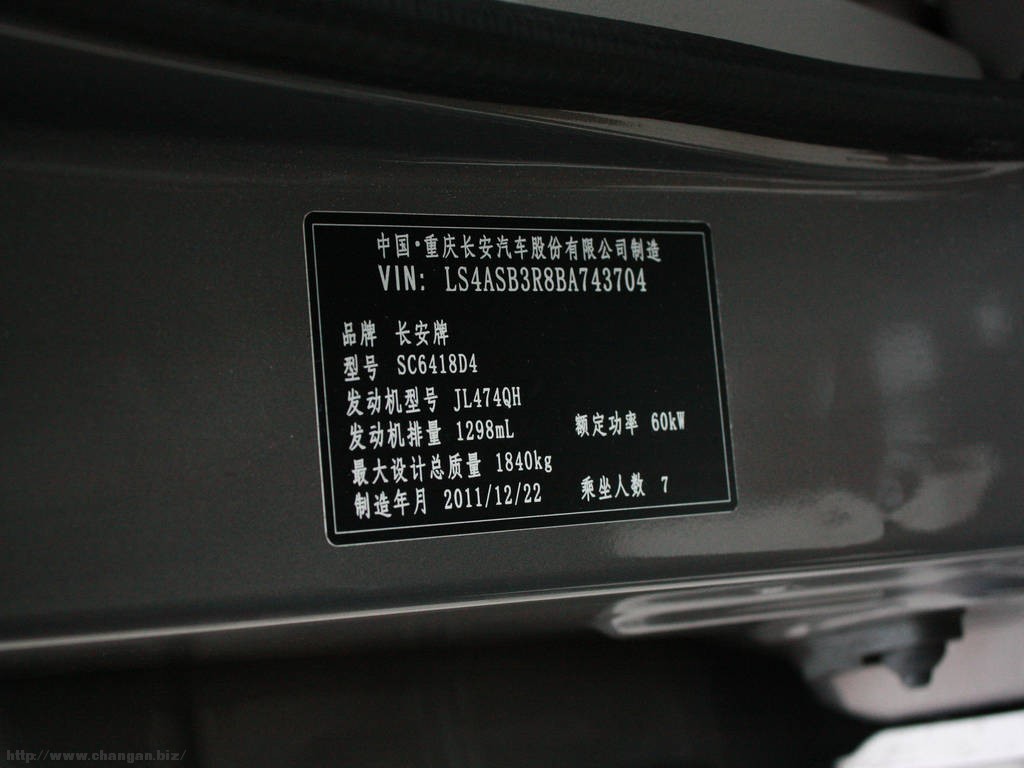 中国·重庆长安汽车股份有限公司制造
VIN: LS4ASB3R8BA743704
品牌 长安牌
型号 SC6418D4
发动机型号 JL474QH
发动机排量 1298mL 额定功率 60kW
最大设计总质量 1840kg
制造年月 2011/12/22 乘坐人数 7
http://www.changan.biz/